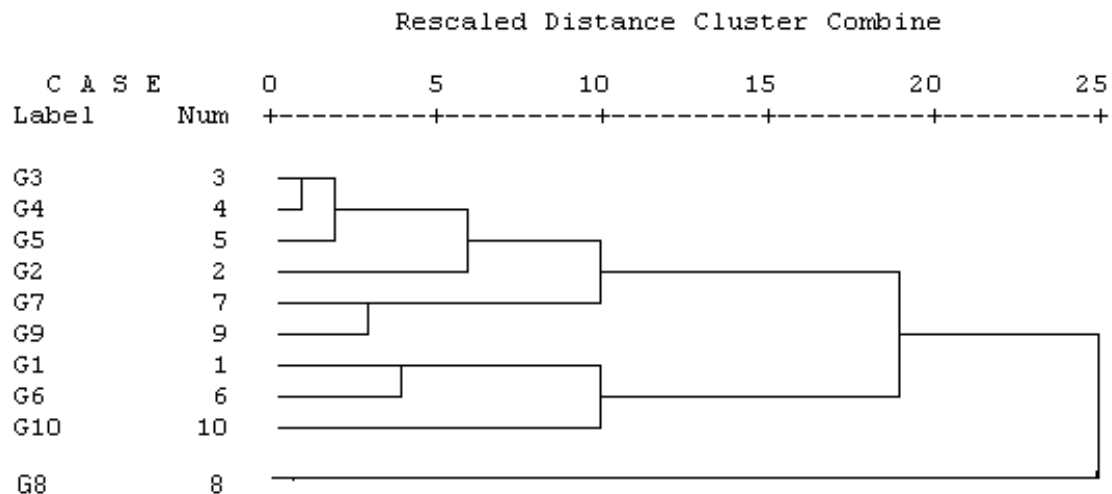 Rescaled Distance Cluster Combine
C A S E 0 5 10 15 20 25
Label Num +---------+---------+---------+---------+---------+
G3 3
G4 4
G5 5
G2 2
G7 7
G9 9
G1 1
G6 6
G10 10
G8 8